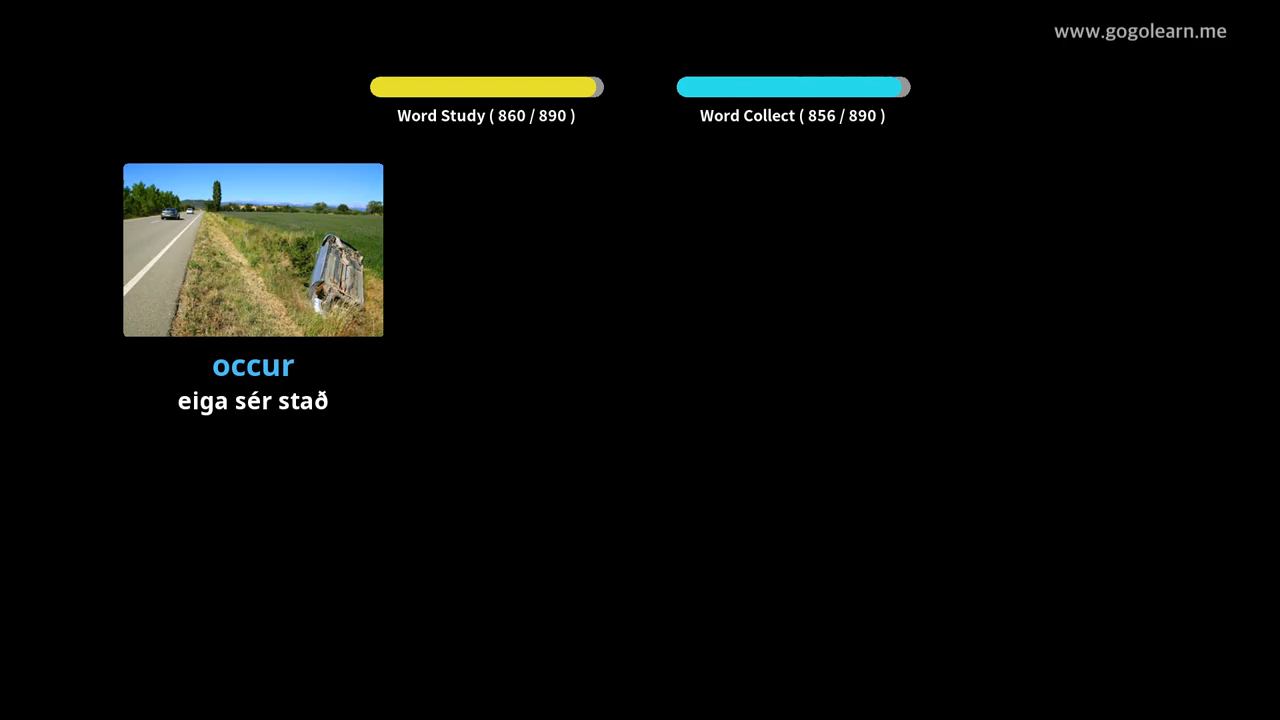 www.gogolearn.me
Word Study ( 860 / 890 )
Word Collect ( 856 / 890 )
occur
eiga sér stað